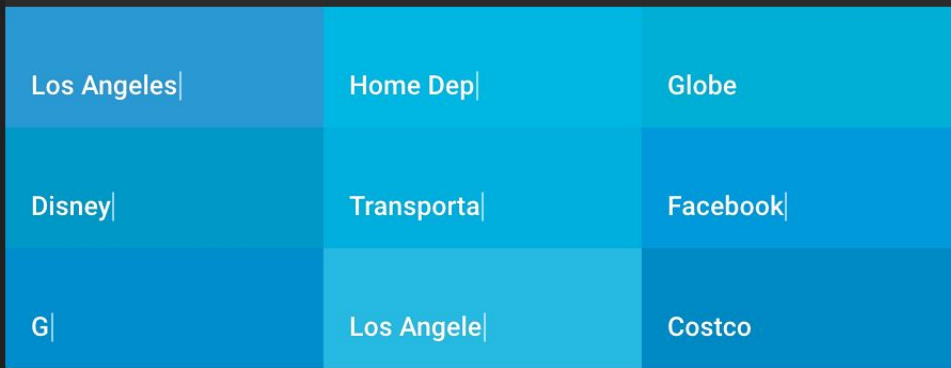 Los Angeles
Home Dep
Globe
Disney
Transporta
Facebook
G
Los Angele
Costco